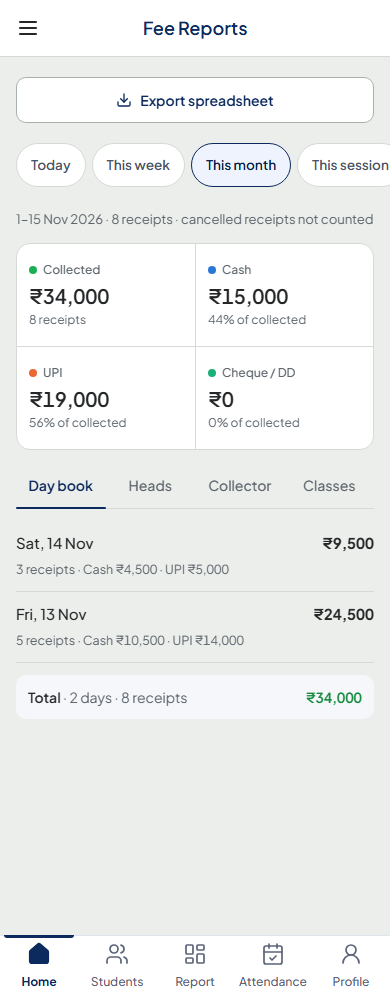 Fee Reports
Export spreadsheet
Today
This week
This month
This session
1–15 Nov 2026 · 8 receipts · cancelled receipts not counted
Collected
₹34,000
8 receipts
Cash
₹15,000
44% of collected
UPI
₹19,000
56% of collected
Cheque / DD
₹0
0% of collected
Day book
Heads
Collector
Classes
Sat, 14 Nov ₹9,500
3 receipts · Cash ₹4,500 · UPI ₹5,000
Fri, 13 Nov ₹24,500
5 receipts · Cash ₹10,500 · UPI ₹14,000
Total · 2 days · 8 receipts ₹34,000
Home
Students
Report
Attendance
Profile